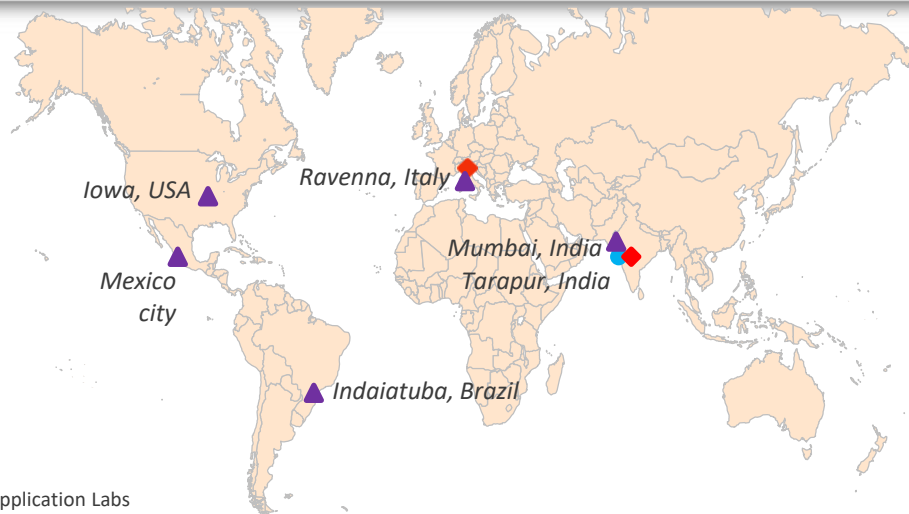 Ravenna, Italy
Iowa, USA
Mumbai, India
Tarapur, India
Mexico
city
Indaiatuba, Brazil
pplication Labs